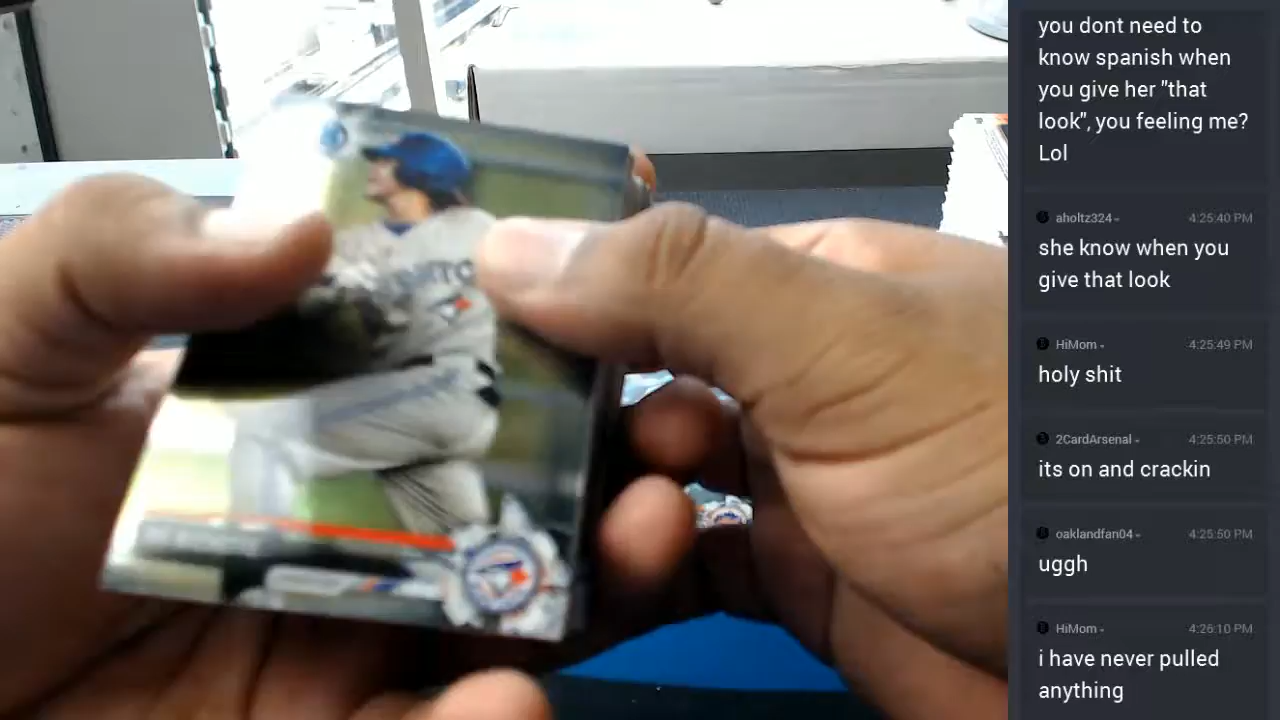 you dont need to
know spanish when
you give her "that
look", you feeling me?
Lol
aholtz324 4:25:40 PM
she know when you
give that look
HiMom 4:25:49 PM
holy shit
2CardArsenal 4:25:50 PM
its on and crackin
oaklandfan04 4:25:50 PM
uggh
HiMom 4:26:10 PM
i have never pulled
anything